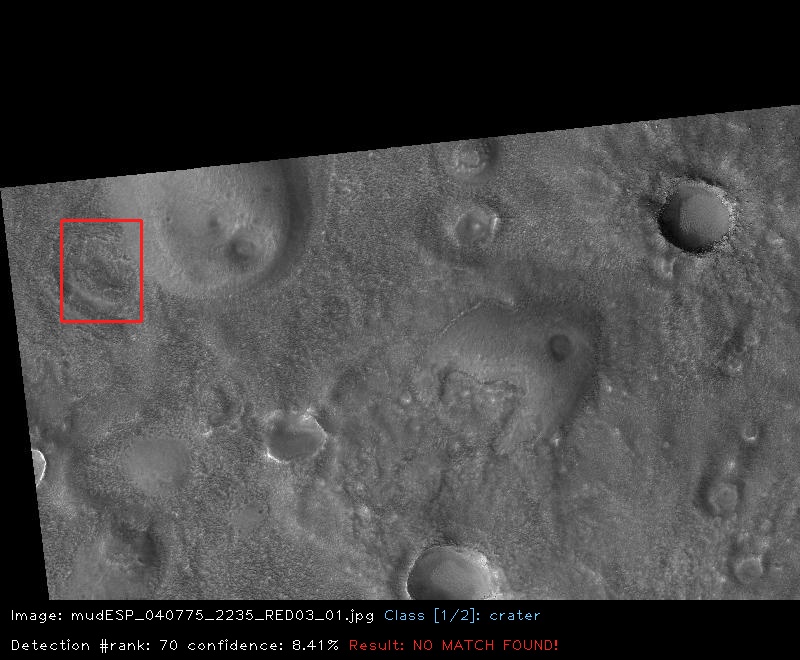 Image: mudESP_040775_2235_RED03_01.jpg Class [1/2]: crater
Detection #rank: 70 confidence: 8.41% Result: NO MATCH FOUND!